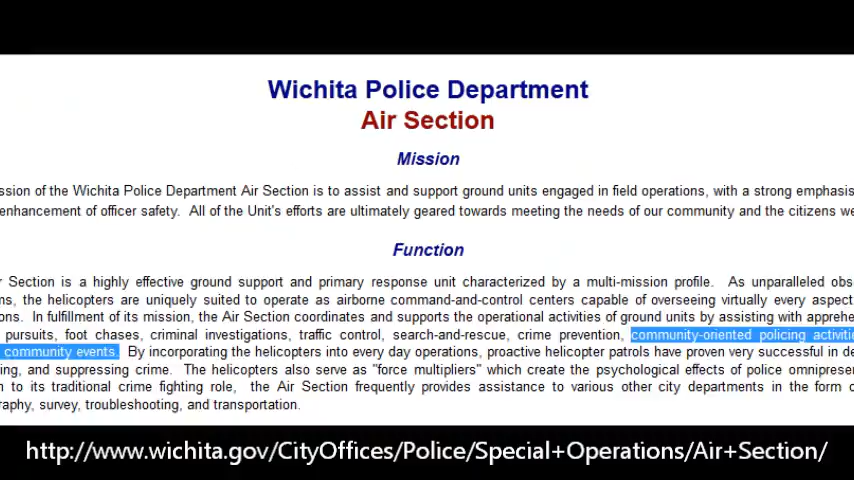 Wichita Police Department
Air Section
Mission
ssion of the Wichita Police Department Air Section is to assist and support ground units engaged in field operations, with a strong emphasis
enhancement of officer safety. All of the Unit's efforts are ultimately geared towards meeting the needs of our community and the citizens we
Function
r Section is a highly effective ground support and primary response unit characterized by a multi-mission profile. As unparalleled obs
ms, the helicopters are uniquely suited to operate as airborne command-and-control centers capable of overseeing virtually every aspect
ons. In fulfillment of its mission, the Air Section coordinates and supports the operational activities of ground units by assisting with apprehe
pursuits, foot chases, criminal investigations, traffic control, search-and-rescue, crime prevention, community-oriented policing activitie
community events. By incorporating the helicopters into every day operations, proactive helicopter patrols have proven very successful in de
ing, and suppressing crime. The helicopters also serve as "force multipliers" which create the psychological effects of police omnipreser
n to its traditional crime fighting role, the Air Section frequently provides assistance to various other city departments in the form o
raphy, survey, troubleshooting, and transportation.
http://www.wichita.gov/CityOffices/Police/Special+Operations/Air+Section/